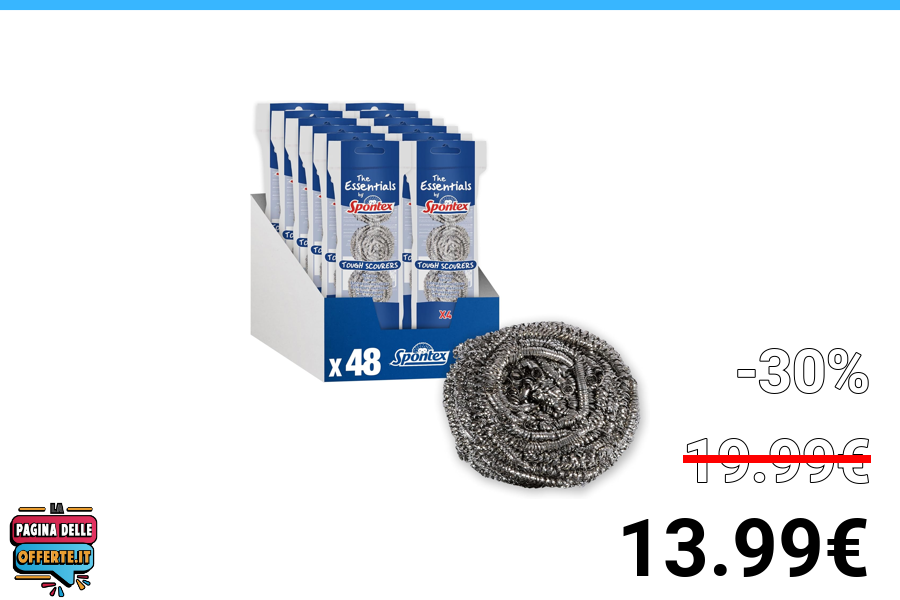 The
Essentials
by
Spontex
TOUGH SCOURERS
The
Essentials
by
Spontex
TOUGH SCOURERS
X4
x 48
Spontex
-30%
19.99€
13.99€
LA
PAGINA DELLE
OFFERTE.IT